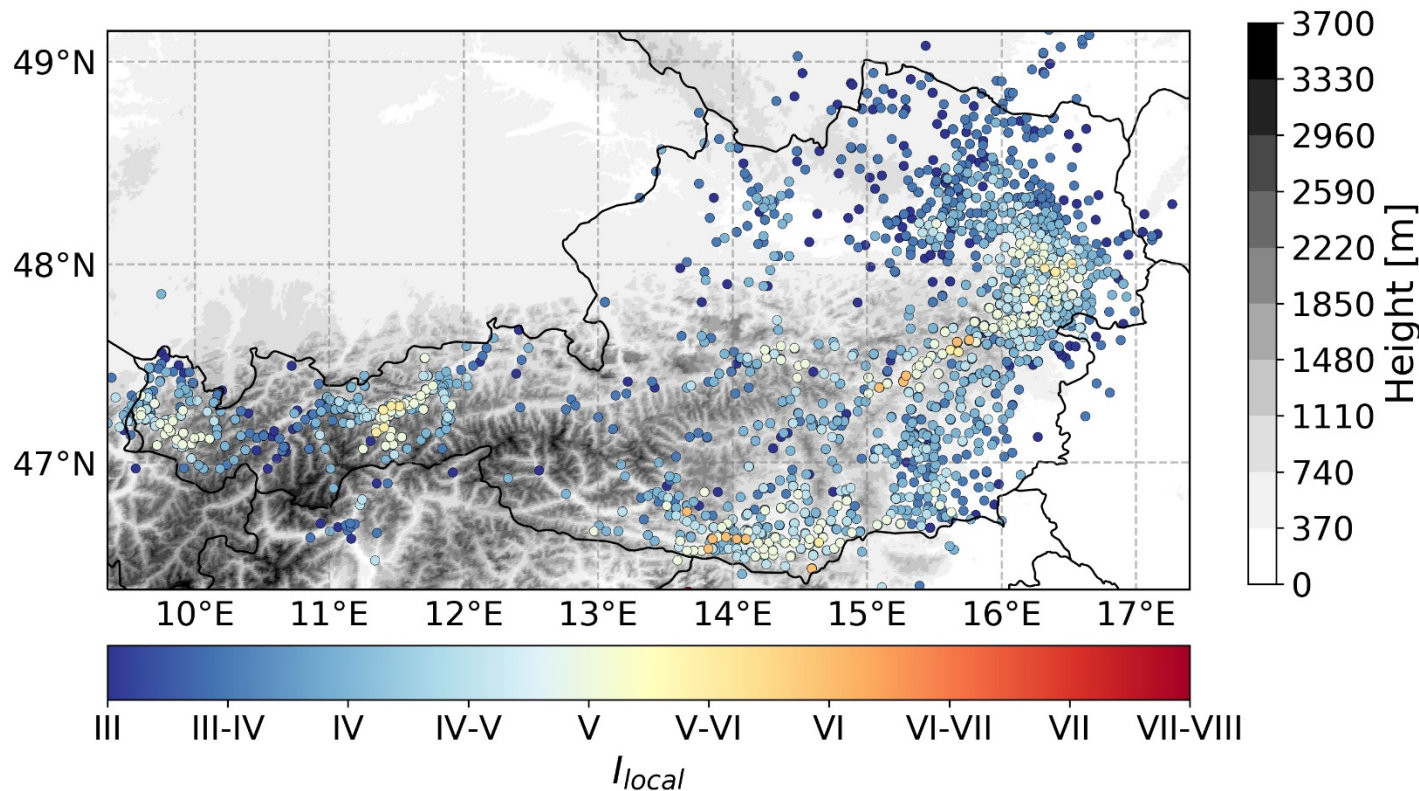 49°N
48°N
47°N
10°E 11°E 12°E 13°E 14°E 15°E 16°E 17°E
3700
3330
2960
2590
2220
1850
1480
1110
740
370
0
Height [m]
III III-IV IV IV-V V V-VI VI VI-VII VII VII-VIII
I_local